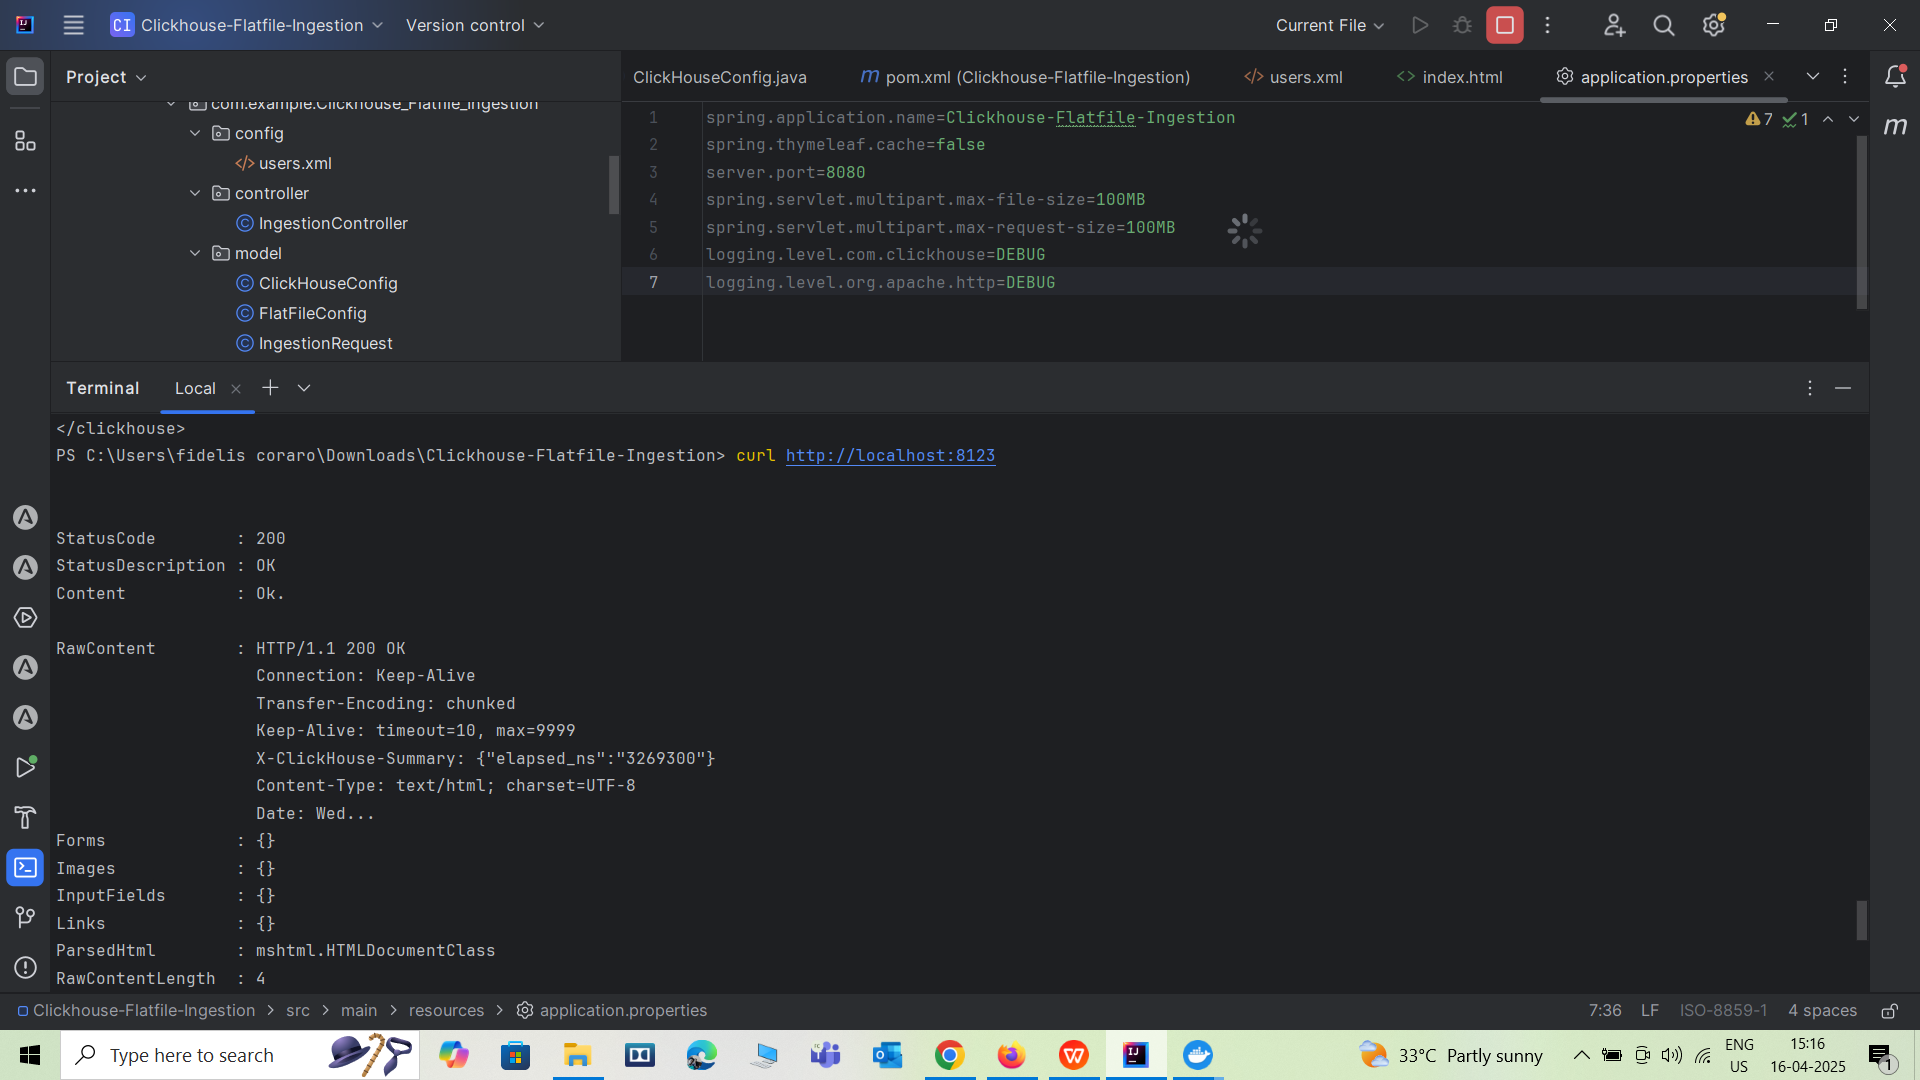 CI Clickhouse-Flatfile-Ingestion
Version control
Current File
Project
com.example.Clickhouse_Flatfile_Ingestion
config
users.xml
controller
IngestionController
model
ClickHouseConfig
FlatFileConfig
IngestionRequest
ClickHouseConfig.java
pom.xml (Clickhouse-Flatfile-Ingestion)
users.xml
index.html
application.properties
7
1
1 spring.application.name=Clickhouse-Flatfile-Ingestion
2 spring.thymeleaf.cache=false
3 server.port=8080
4 spring.servlet.multipart.max-file-size=100MB
5 spring.servlet.multipart.max-request-size=100MB
6 logging.level.com.clickhouse=DEBUG
7 logging.level.org.apache.http=DEBUG
Terminal
Local
</clickhouse>
PS C:\Users\fidelis coraro\Downloads\Clickhouse-Flatfile-Ingestion> curl http://localhost:8123
StatusCode : 200
StatusDescription : OK
Content : Ok.
RawContent : HTTP/1.1 200 OK
Connection: Keep-Alive
Transfer-Encoding: chunked
Keep-Alive: timeout=10, max=9999
X-ClickHouse-Summary: {"elapsed_ns":"3269300"}
Content-Type: text/html; charset=UTF-8
Date: Wed...
Forms : {}
Images : {}
InputFields : {}
Links : {}
ParsedHtml : mshtml.HTMLDocumentClass
RawContentLength : 4
Clickhouse-Flatfile-Ingestion > src > main > resources > application.properties
7:36 LF ISO-8859-1 4 spaces
Type here to search
33°C Partly sunny
ENG
US
15:16
16-04-2025
1